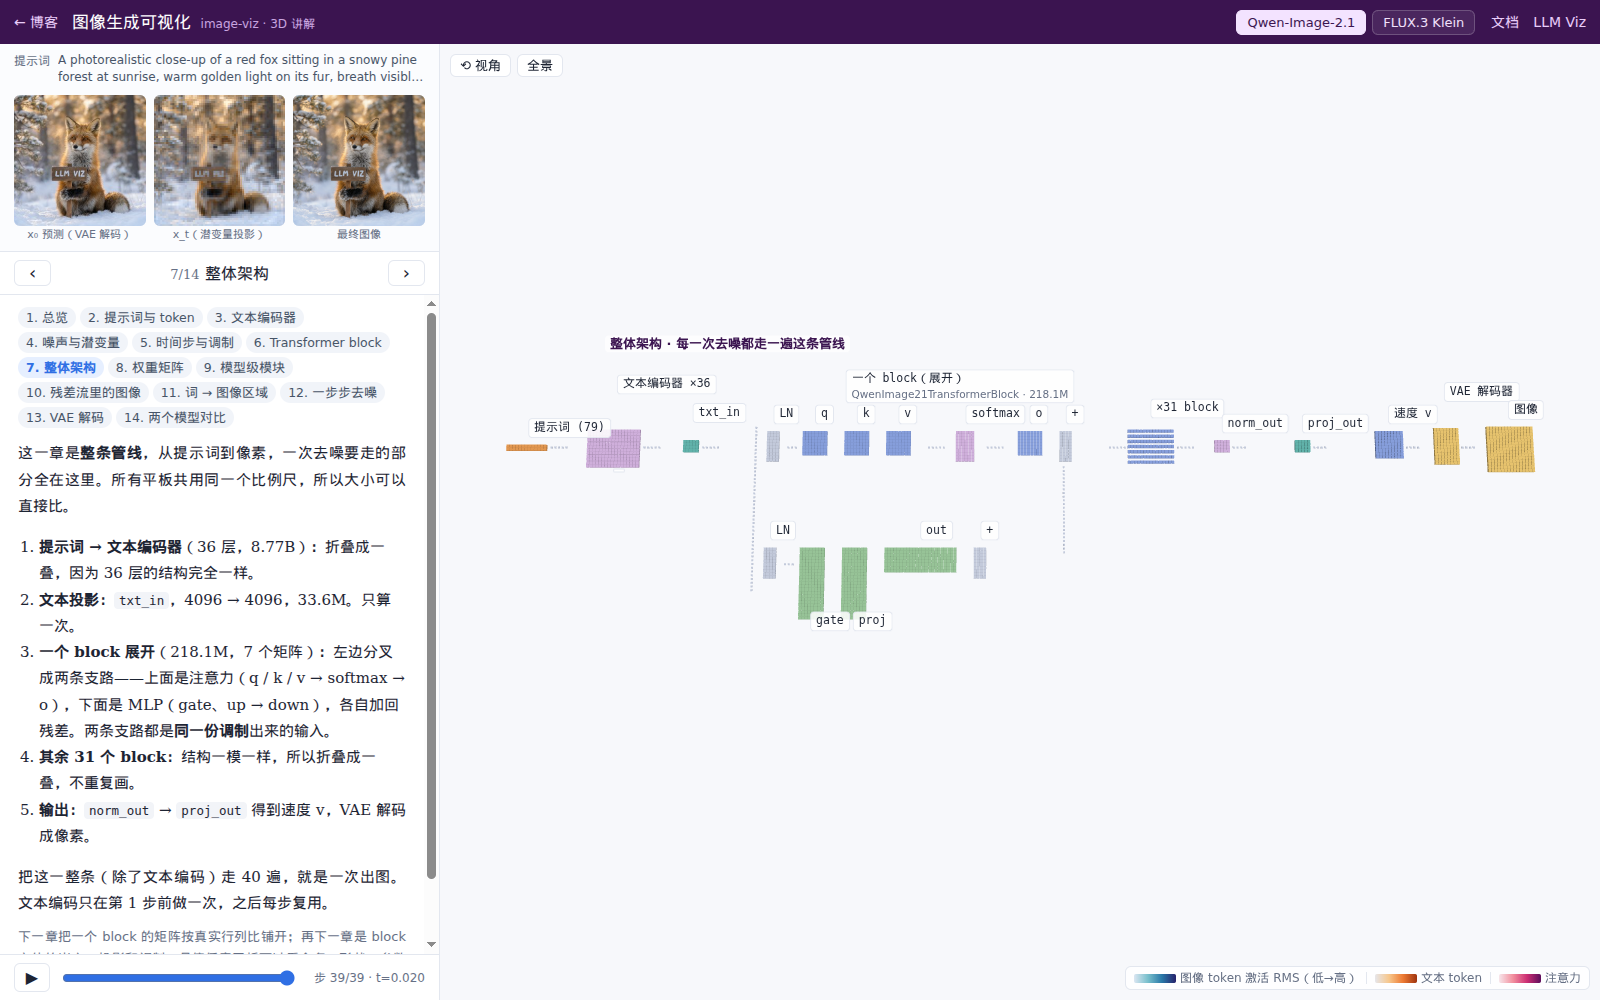 ← 博客 图像生成可视化 image-viz · 3D 讲解
Qwen-Image-2.1 FLUX.3 Klein 文档 LLM Viz
提示词 A photorealistic close-up of a red fox sitting in a snowy pine
forest at sunrise, warm golden light on its fur, breath visibl...
LLM VIZ
LLM VIZ
LLM VIZ
x₀ 预测（VAE 解码） x_t（潜变量投影） 最终图像
‹ 7/14 整体架构 ›
1. 总览 2. 提示词与 token 3. 文本编码器
4. 噪声与潜变量 5. 时间步与调制 6. Transformer block
7. 整体架构 8. 权重矩阵 9. 模型级模块
10. 残差流里的图像 11. 词 → 图像区域 12. 一步步去噪
13. VAE 解码 14. 两个模型对比
这一章是整条管线，从提示词到像素，一次去噪要走的部
分全在这里。所有平板共用同一个比例尺，所以大小可以
直接比。
1. 提示词 → 文本编码器（36 层，8.77B）：折叠成一
叠，因为 36 层的结构完全一样。
2. 文本投影：txt_in，4096 → 4096，33.6M。只算
一次。
3. 一个 block 展开（218.1M，7 个矩阵）：左边分叉
成两条支路——上面是注意力（q / k / v → softmax →
o），下面是 MLP（gate、up → down），各自加回
残差。两条支路都是同一份调制出来的输入。
4. 其余 31 个 block：结构一模一样，所以折叠成一
叠，不重复画。
5. 输出：norm_out → proj_out 得到速度 v，VAE 解码
成像素。
把这一整条（除了文本编码）走 40 遍，就是一次出图。
文本编码只在第 1 步前做一次，之后每步复用。
下一章把一个 block 的矩阵按真实行列比铺开；再下一章是 block
▶ 步 39/39 · t=0.020
⟲ 视角 全景
整体架构 · 每一次去噪都走一遍这条管线
文本编码器 ×36
提示词 (79)
txt_in
一个 block（展开）
QwenImage21TransformerBlock · 218.1M
LN q k v softmax o +
×31 block
norm_out
proj_out
速度 v
VAE 解码器
图像
LN out +
gate proj
图像 token 激活 RMS（低→高） 文本 token 注意力